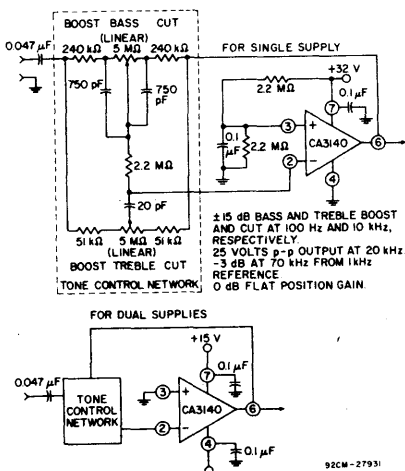 BOOST BASS CUT
(LINEAR)
0.047 µF
240 kΩ 5 MΩ 240 kΩ
FOR SINGLE SUPPLY
+32 V
750 pF
750 pF
2.2 MΩ
7
0.1 µF
0.1 µF
2.2 MΩ
3
+
CA3140
6
2.2 MΩ
2
−
4
20 pF
51 kΩ 5 MΩ 51 kΩ
(LINEAR)
BOOST TREBLE CUT
TONE CONTROL NETWORK
±15 dB BASS AND TREBLE BOOST
AND CUT AT 100 Hz AND 10 kHz,
RESPECTIVELY.
25 VOLTS p-p OUTPUT AT 20 kHz.
-3 dB AT 70 kHz FROM 1kHz
REFERENCE.
0 dB FLAT POSITION GAIN.
FOR DUAL SUPPLIES
+15 V
0.047 µF
0.1 µF
7
TONE
CONTROL
NETWORK
3
+
CA3140
6
2
−
4
0.1 µF
92CM-27931